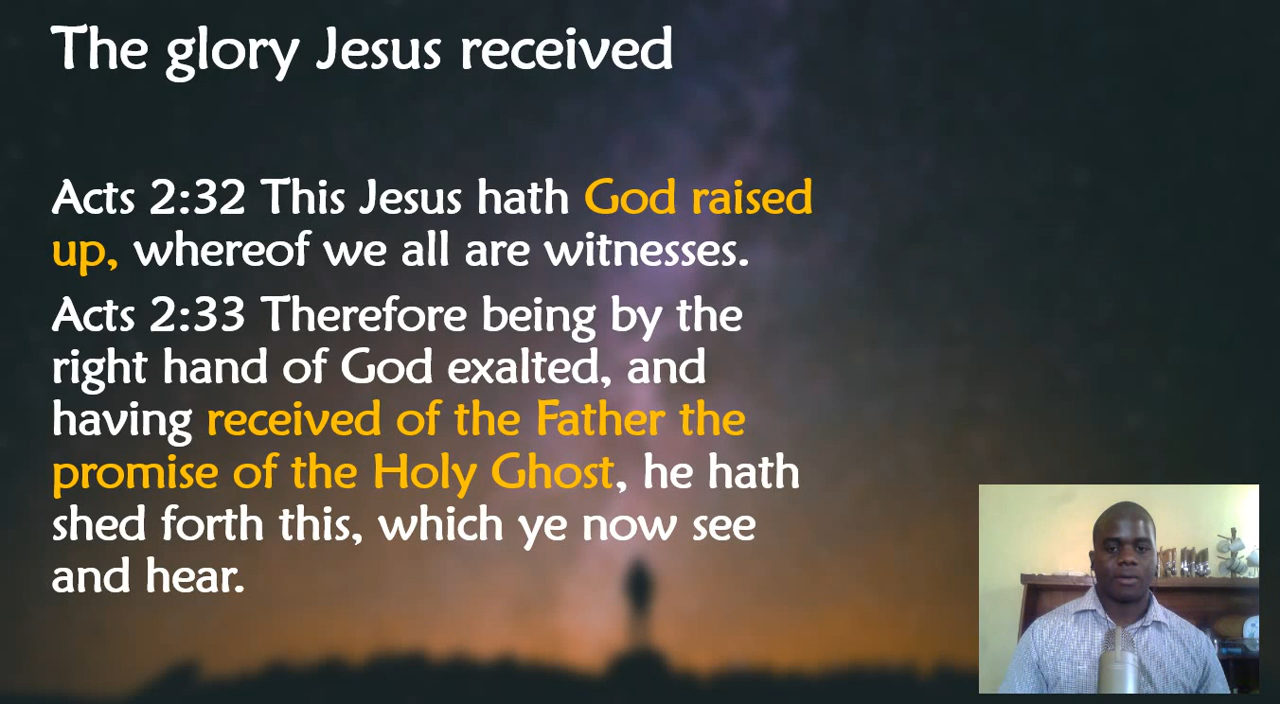 The glory Jesus received
Acts 2:32 This Jesus hath God raised
up, whereof we all are witnesses.
Acts 2:33 Therefore being by the
right hand of God exalted, and
having received of the Father the
promise of the Holy Ghost, he hath
shed forth this, which ye now see
and hear.